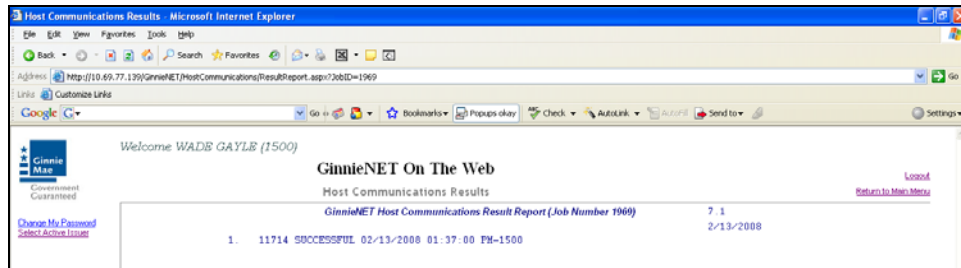 Host Communications Results - Microsoft Internet Explorer
File Edit View Favorites Tools Help
Back Search Favorites
Address http://10.69.77.139/GinnieNET/HostCommunications/ResultReport.aspx?JobID=1969 Go
Links Customize Links
Google G Go Bookmarks Popups okay Check AutoLink AutoFill Send to Settings
Welcome WADE GAYLE (1500)
Ginnie
Mae
Government
Guaranteed
GinnieNET On The Web
Logout
Host Communications Results
Return to Main Menu
Change My Password
Select Active Issuer
GinnieNET Host Communications Result Report (Job Number 1969) 7.1
2/13/2008
1. 11714 SUCCESSFUL 02/13/2008 01:37:00 PM-1500